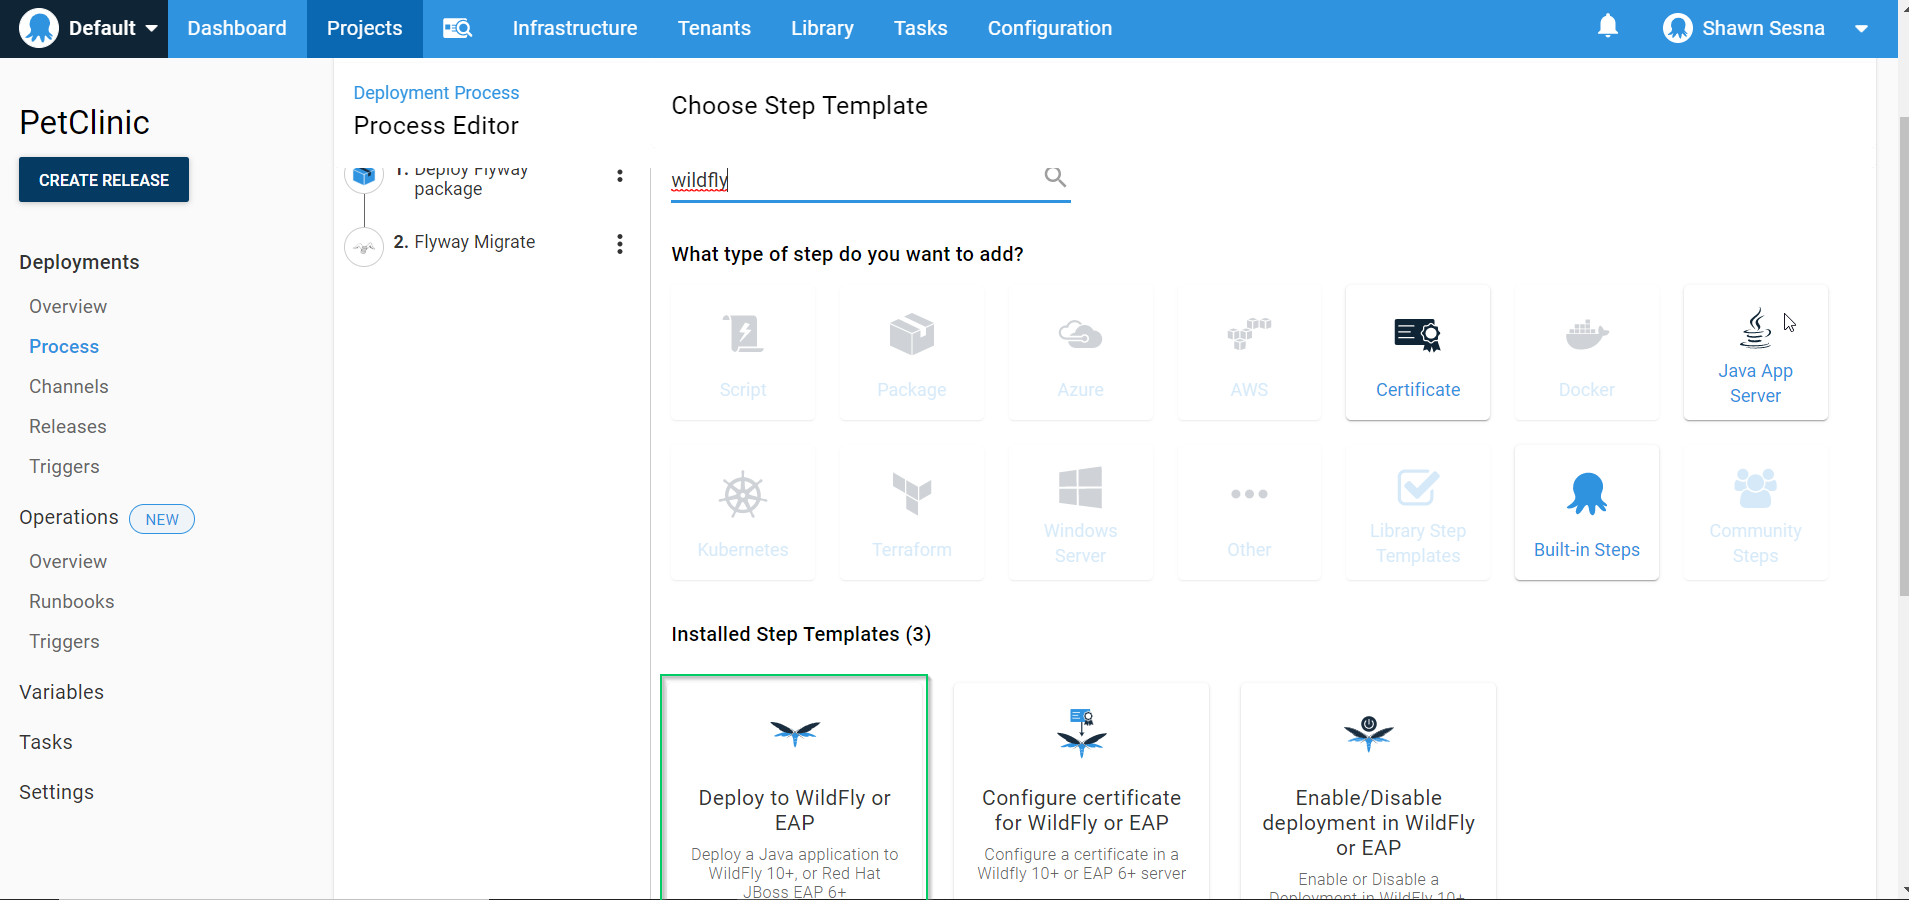 Default
Dashboard
Projects
Infrastructure
Tenants
Library
Tasks
Configuration
Shawn Sesna
PetClinic
CREATE RELEASE
Deployments
Overview
Process
Channels
Releases
Triggers
Operations
NEW
Overview
Runbooks
Triggers
Variables
Tasks
Settings
Deployment Process
Process Editor
1. Deploy Flyway
package
2. Flyway Migrate
Choose Step Template
wildfly
What type of step do you want to add?
Script
Package
Azure
AWS
Certificate
Docker
Java App
Server
Kubernetes
Terraform
Windows
Server
Other
Library Step
Templates
Built-in Steps
Community
Steps
Installed Step Templates (3)
Deploy to WildFly or
EAP
Deploy a Java application to
WildFly 10+, or Red Hat
JBoss EAP 6+
Configure certificate
for WildFly or EAP
Configure a certificate in a
Wildfly 10+ or EAP 6+ server
Enable/Disable
deployment in WildFly
or EAP
Enable or Disable a
Deployment in WildFly 10+